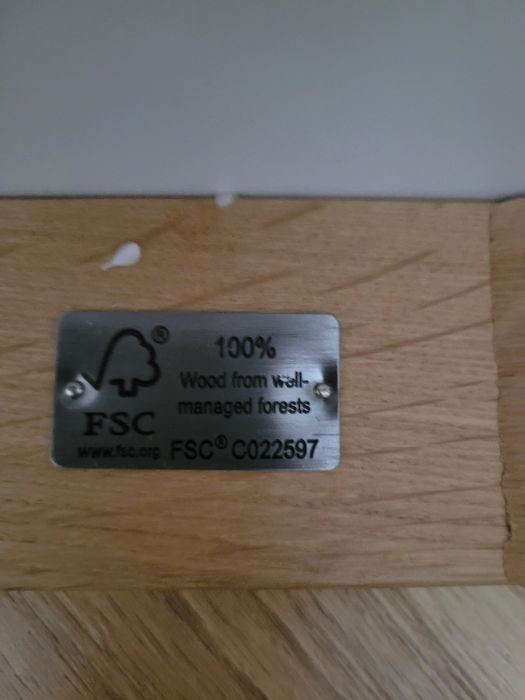 ®
100%
Wood from well-
managed forests
FSC
www.fsc.org FSC® C022597